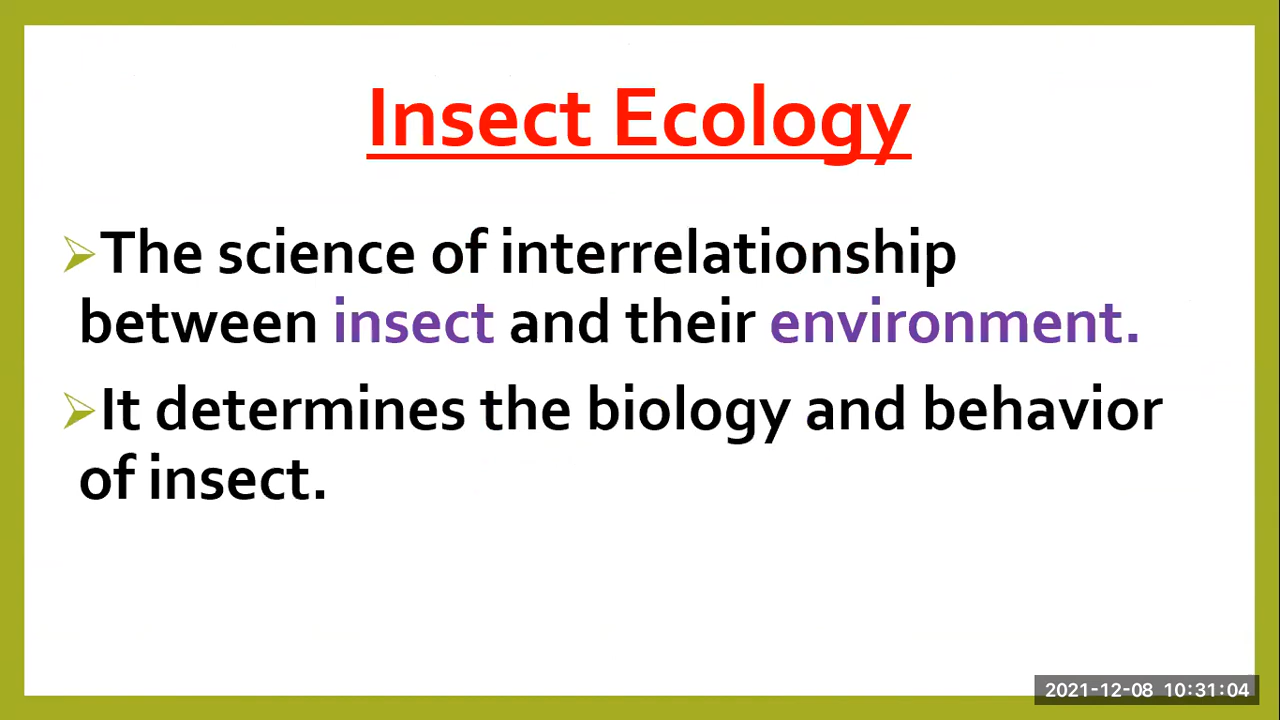 Insect Ecology
The science of interrelationship
between insect and their environment.
It determines the biology and behavior
of insect.
2021-12-08 10:31:04